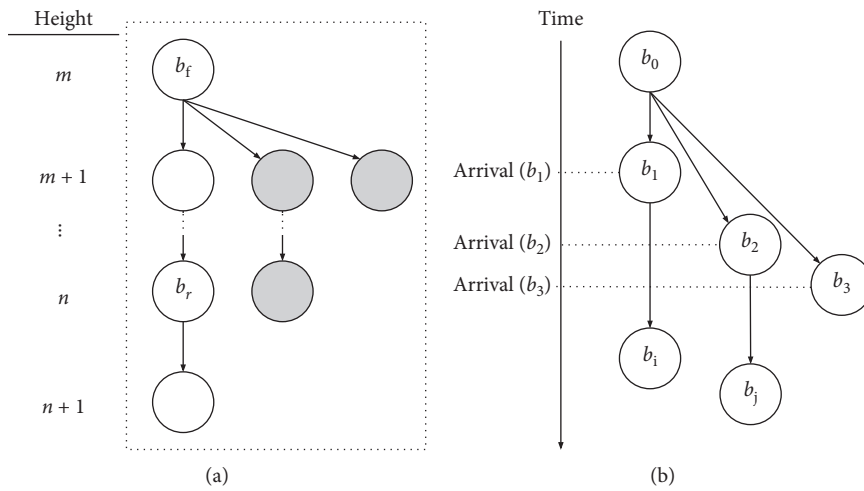 Height
m
m + 1
⋮
n
n + 1
b_f
b_r
(a)
Time
Arrival (b_1)
Arrival (b_2)
Arrival (b_3)
b_0
b_1
b_2
b_3
b_i
b_j
(b)